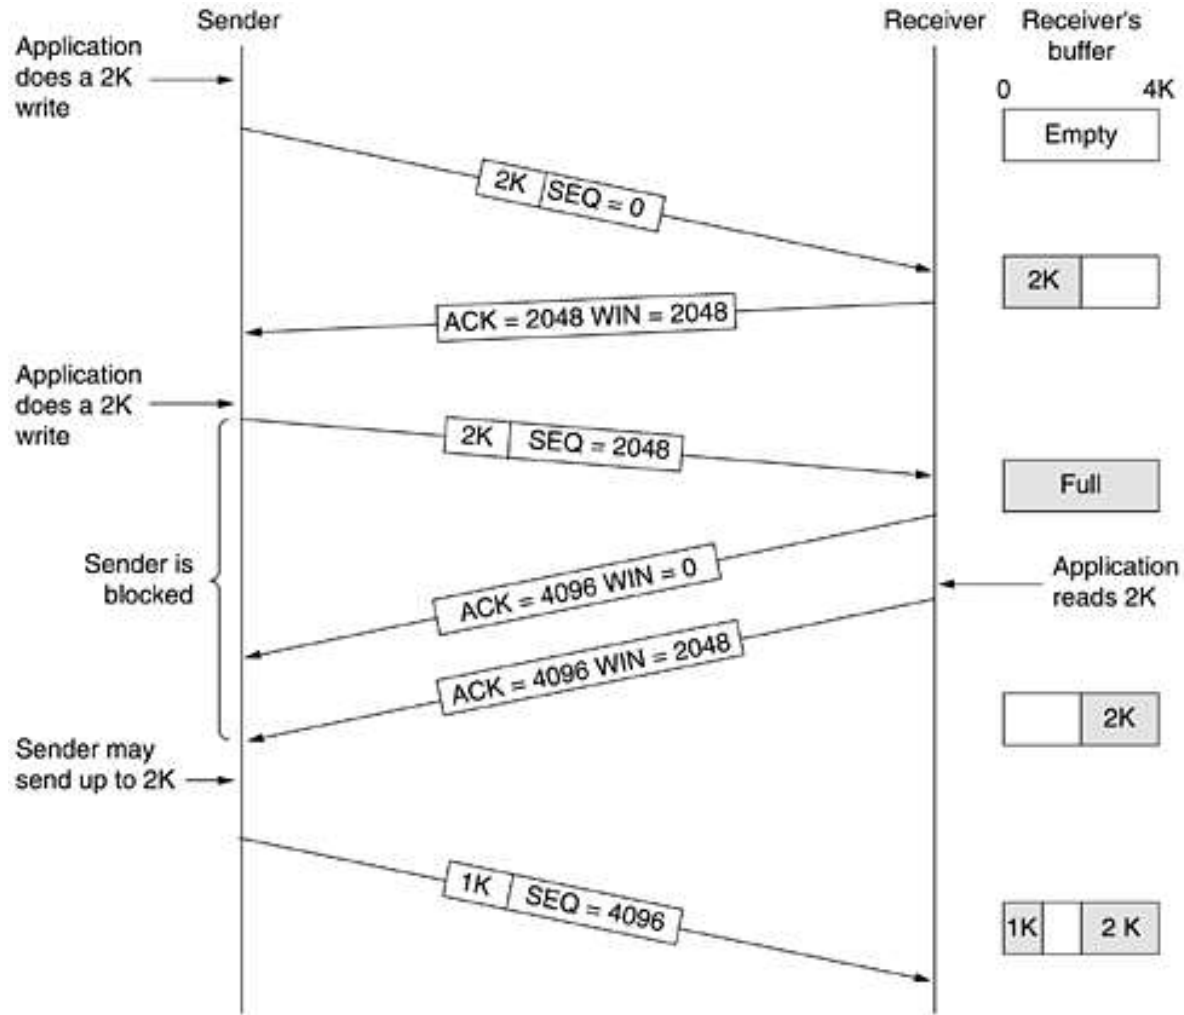 Sender
Receiver
Receiver's
buffer
Application
does a 2K
write
0
4K
Empty
2K
SEQ = 0
2K
ACK = 2048 WIN = 2048
Application
does a 2K
write
2K
SEQ = 2048
Full
Sender is
blocked
ACK = 4096 WIN = 0
Application
reads 2K
ACK = 4096 WIN = 2048
2K
Sender may
send up to 2K
1K
SEQ = 4096
1K
2 K